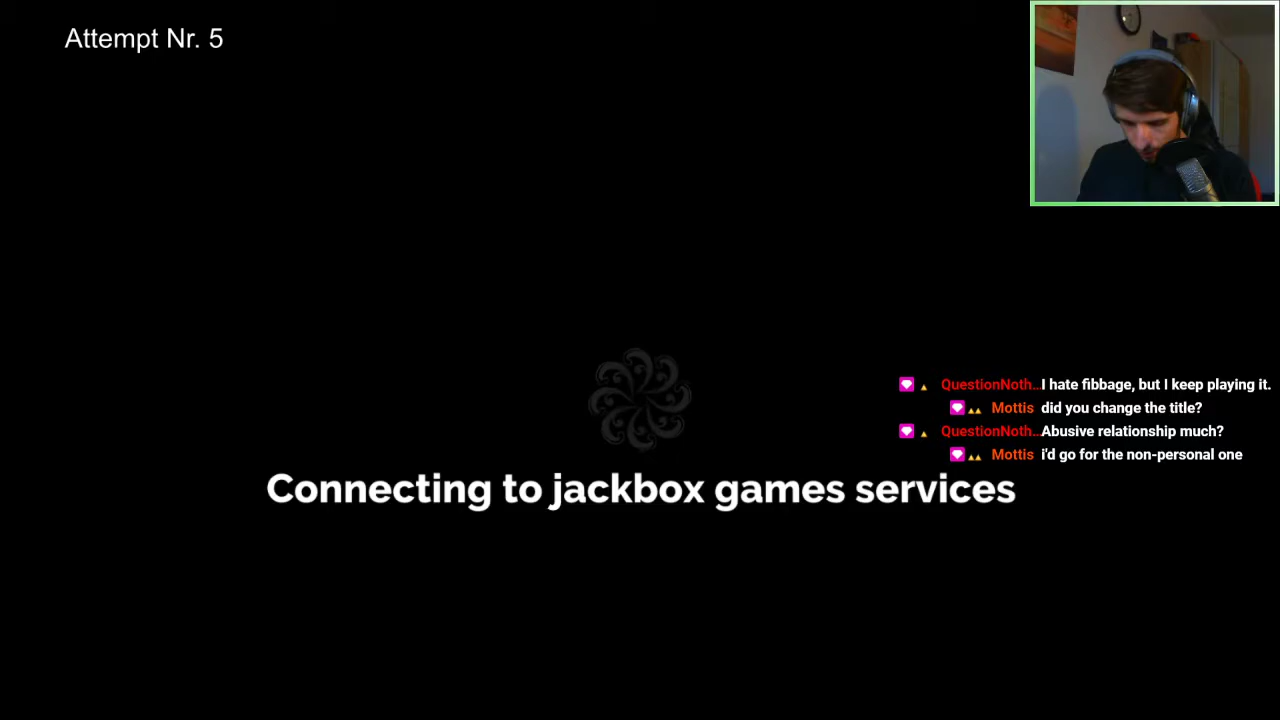 Attempt Nr. 5
QuestionNoth... I hate fibbage, but I keep playing it.
Mottis did you change the title?
QuestionNoth... Abusive relationship much?
Mottis i'd go for the non-personal one
Connecting to jackbox games services